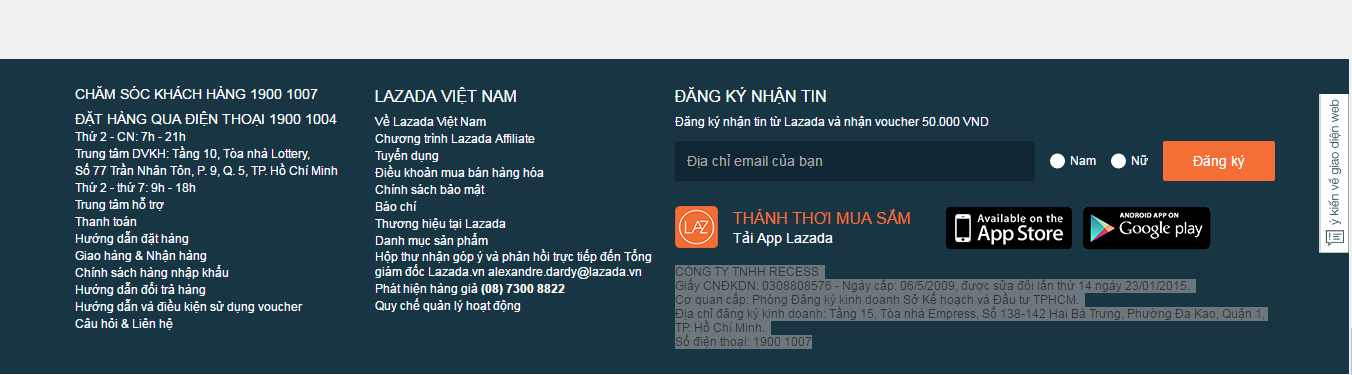 CHĂM SÓC KHÁCH HÀNG 1900 1007
ĐẶT HÀNG QUA ĐIỆN THOẠI 1900 1004
Thứ 2 - CN: 7h - 21h
Trung tâm DVKH: Tầng 10, Tòa nhà Lottery,
Số 77 Trần Nhân Tôn, P. 9, Q. 5, TP. Hồ Chí Minh
Thứ 2 - thứ 7: 9h - 18h
Trung tâm hỗ trợ
Thanh toán
Hướng dẫn đặt hàng
Giao hàng & Nhận hàng
Chính sách hàng nhập khẩu
Hướng dẫn đổi trả hàng
Hướng dẫn và điều kiện sử dụng voucher
Câu hỏi & Liên hệ
LAZADA VIỆT NAM
Về Lazada Việt Nam
Chương trình Lazada Affiliate
Tuyển dụng
Điều khoản mua bán hàng hóa
Chính sách bảo mật
Báo chí
Thương hiệu tại Lazada
Danh mục sản phẩm
Hộp thư nhận góp ý và phản hồi trực tiếp đến Tổng
giám đốc Lazada.vn alexandre.dardy@lazada.vn
Phát hiện hàng giả (08) 7300 8822
Quy chế quản lý hoạt động
ĐĂNG KÝ NHẬN TIN
Đăng ký nhận tin từ Lazada và nhận voucher 50.000 VND
Địa chỉ email của bạn
Nam
Nữ
Đăng ký
LAZ
THẢNH THƠI MUA SẮM
Tải App Lazada
Available on the
App Store
ANDROID APP ON
Google play
CÔNG TY TNHH RECESS
Giấy CNĐKDN: 0308808576 - Ngày cấp: 06/5/2009, được sửa đổi lần thứ 14 ngày 23/01/2015.
Cơ quan cấp: Phòng Đăng ký kinh doanh Sở Kế hoạch và Đầu tư TPHCM.
Địa chỉ đăng ký kinh doanh: Tầng 15, Tòa nhà Empress, Số 138-142 Hai Bà Trưng, Phường Đa Kao, Quận 1,
TP. Hồ Chí Minh.
Số điện thoại: 1900 1007
ý kiến về giao diện web